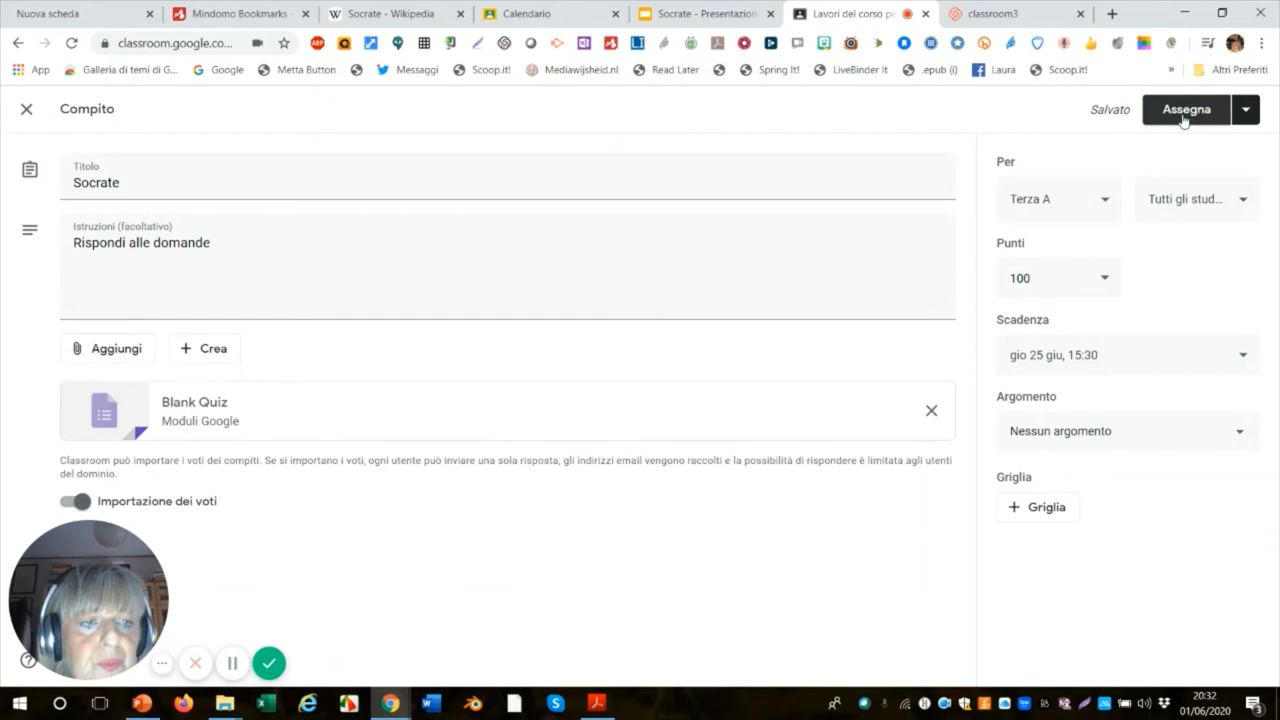 Nuova scheda
Mindomo Bookmarks -
Socrate - Wikipedia
Calendario
Socrate - Presentazion
Lavori del corso pe
classroom3
classroom.google.co...
App
Galleria di temi di G...
Google
Metta Button
Messaggi
Scoop.it!
Mediawijsheid.nl
Read Later
Spring It!
LiveBinder It
.epub (i)
Laura
Scoop.it!
»
Altri Preferiti
Compito
Salvato
Assegna
Titolo
Socrate
Istruzioni (facoltativo)
Rispondi alle domande
Aggiungi
+ Crea
Blank Quiz
Moduli Google
Classroom può importare i voti dei compiti. Se si importano i voti, ogni utente può inviare una sola risposta, gli indirizzi email vengono raccolti e la possibilità di rispondere è limitata agli utenti
del dominio.
Importazione dei voti
Per
Terza A
Tutti gli stud...
Punti
100
Scadenza
gio 25 giu, 15:30
Argomento
Nessun argomento
Griglia
+ Griglia
20:32
01/06/2020
3